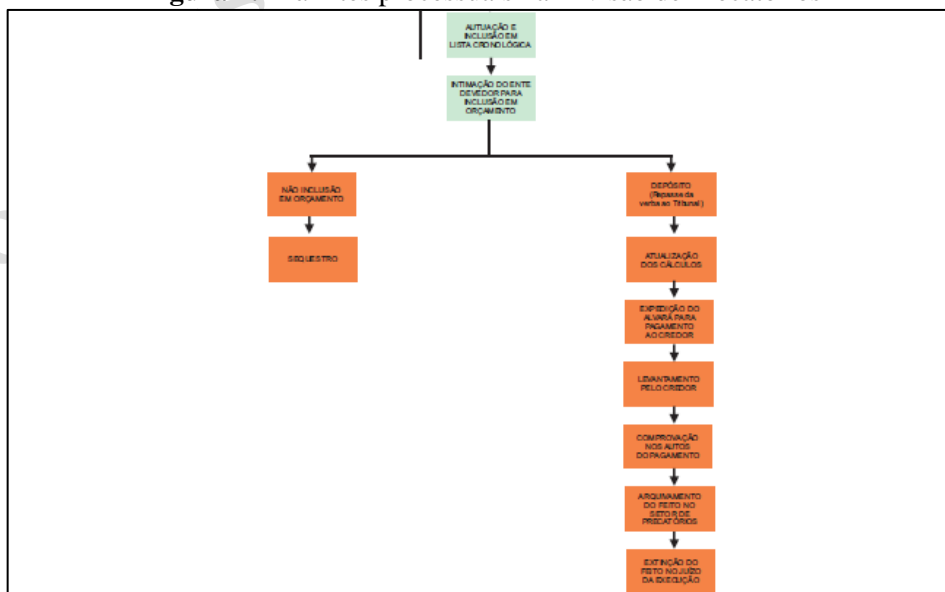 AUTUAÇÃO E
INCLUSÃO EM
LISTA CRONOLÓGICA
INTIMAÇÃO DO ENTE
DEVEDOR PARA
INCLUSÃO EM
ORÇAMENTO
NÃO INCLUSÃO
EM ORÇAMENTO
SEQUESTRO
DEPÓSITO
(Repasse da
verba ao Tribunal)
ATUALIZAÇÃO
DOS CÁLCULOS
EXPEDIÇÃO DO
ALVARÁ PARA
PAGAMENTO
AO CREDOR
LEVANTAMENTO
PELO CREDOR
COMPROVAÇÃO
NOS AUTOS
DO PAGAMENTO
ARQUIVAMENTO
DO FEITO NO
SETOR DE
PRECATÓRIOS
EXTINÇÃO DO
FEITO NO JUÍZO
DA EXECUÇÃO